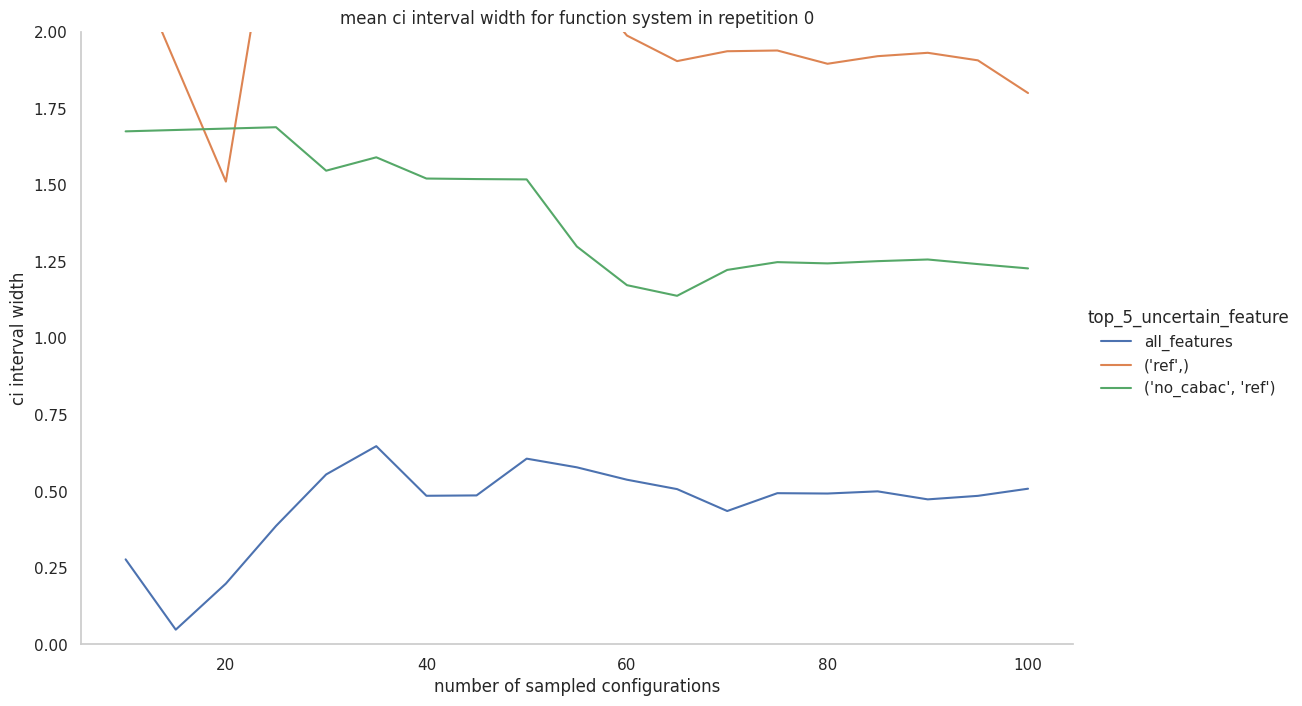 mean ci interval width for function system in repetition 0
2.00
1.75
1.50
1.25
1.00
0.75
0.50
0.25
0.00
ci interval width
20
40
60
80
100
number of sampled configurations
top_5_uncertain_feature
all_features
('ref',)
('no_cabac', 'ref')